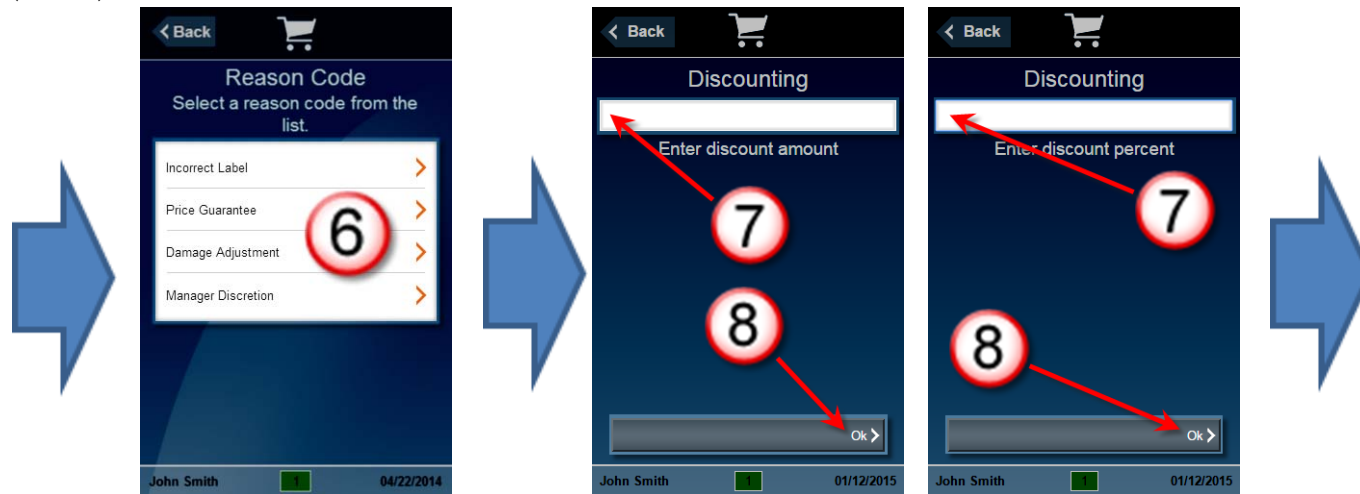 Back
Reason Code
Select a reason code from the
list.
Incorrect Label
Price Guarantee
Damage Adjustment
Manager Discretion
6
John Smith 1 04/22/2014
Back
Discounting
Enter discount amount
7
8
Ok
John Smith 1 01/12/2015
Back
Discounting
Enter discount percent
7
8
Ok
John Smith 1 01/12/2015